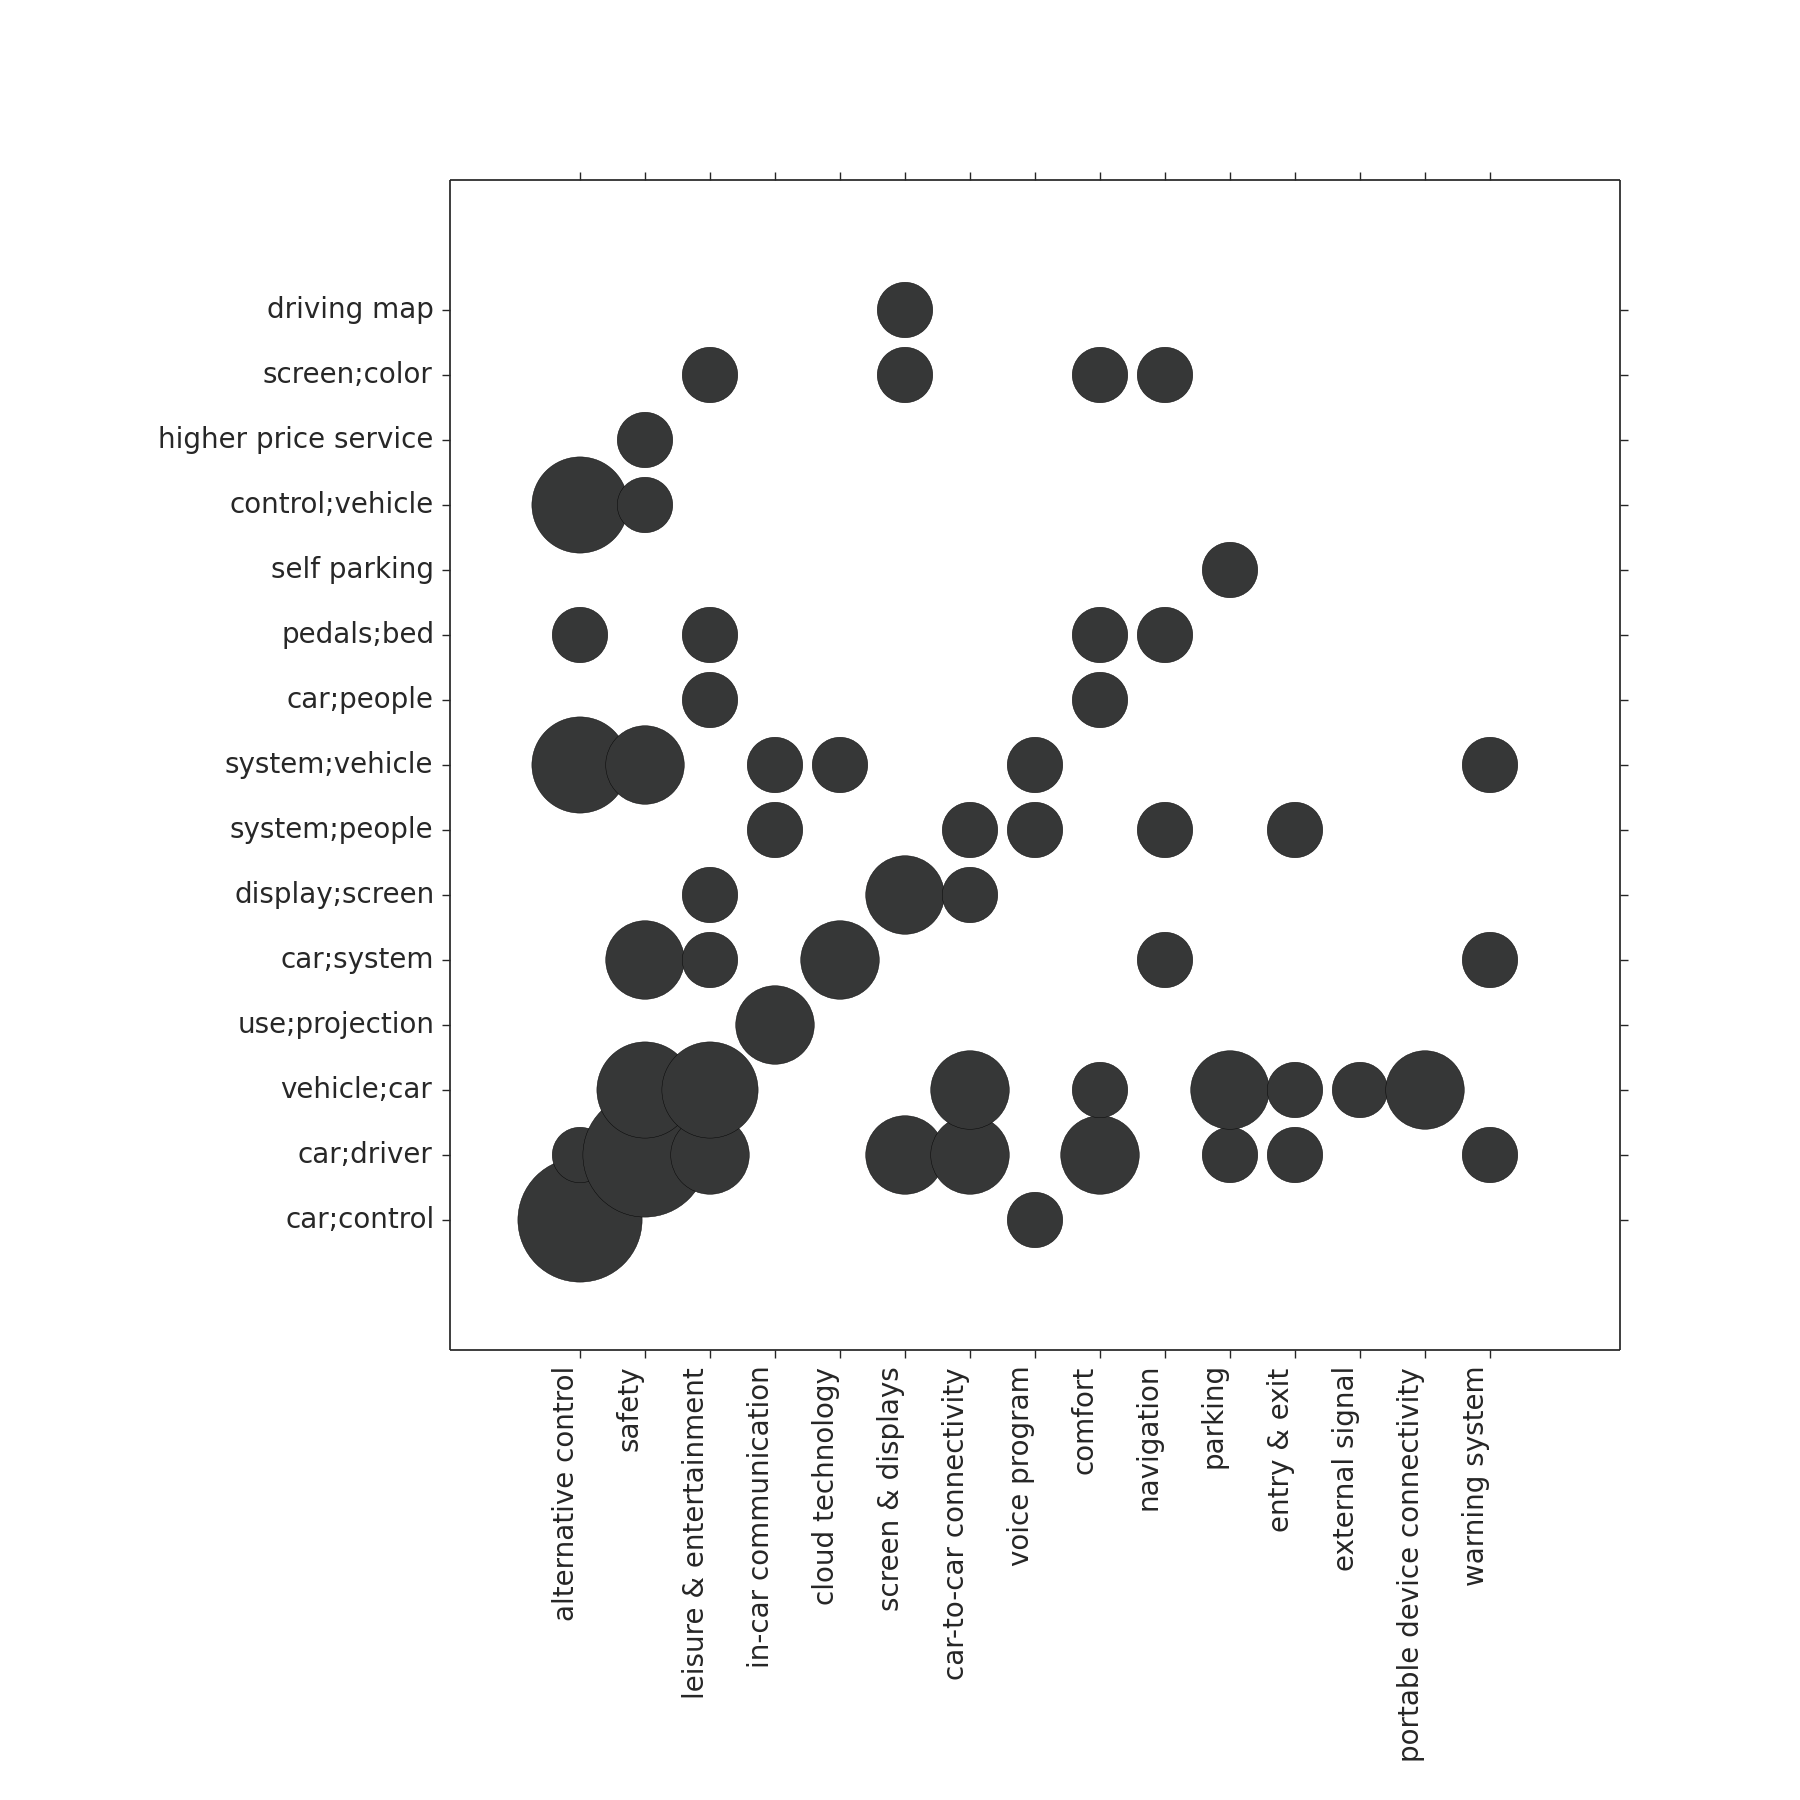 driving map
screen;color
higher price service
control;vehicle
self parking
pedals;bed
car;people
system;vehicle
system;people
display;screen
car;system
use;projection
vehicle;car
car;driver
car;control
alternative control
safety
leisure & entertainment
in-car communication
cloud technology
screen & displays
car-to-car connectivity
voice program
comfort
navigation
parking
entry & exit
external signal
portable device connectivity
warning system